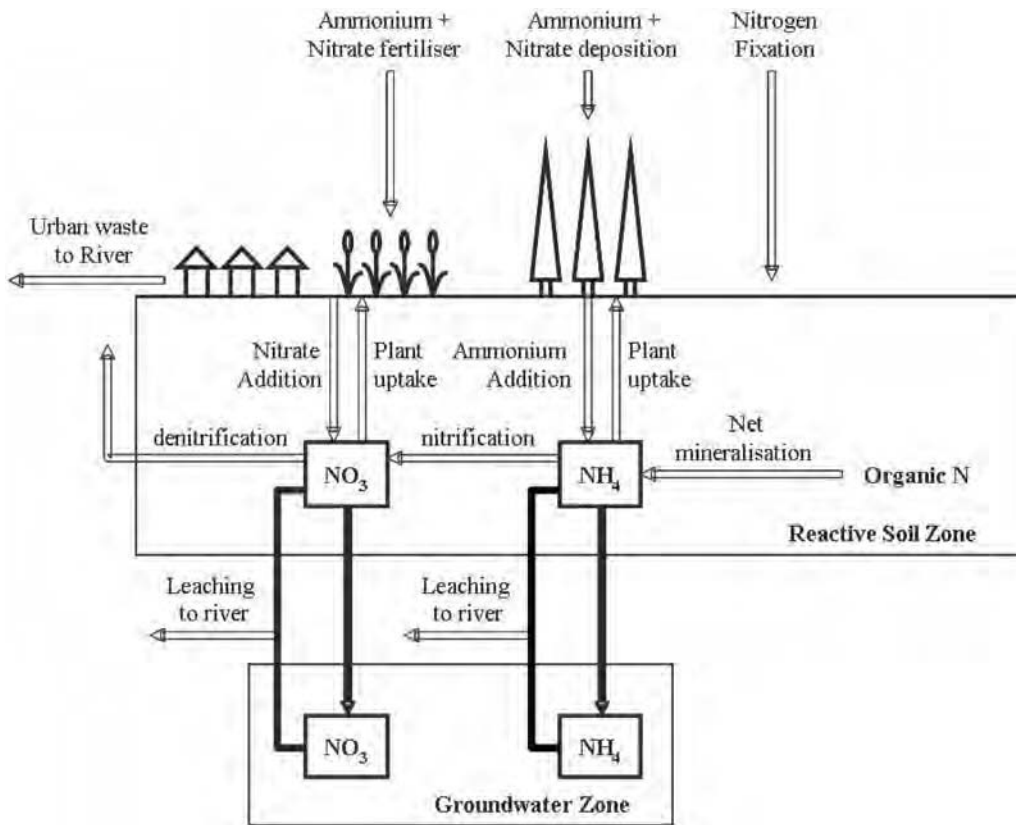 Ammonium +
Nitrate fertiliser
Ammonium +
Nitrate deposition
Nitrogen
Fixation
Urban waste
to River
Nitrate
Addition
Plant
uptake
Ammonium
Addition
Plant
uptake
denitrification
nitrification
Net
mineralisation
NO₃
NH₄
Organic N
Reactive Soil Zone
Leaching
to river
Leaching
to river
NO₃
NH₄
Groundwater Zone